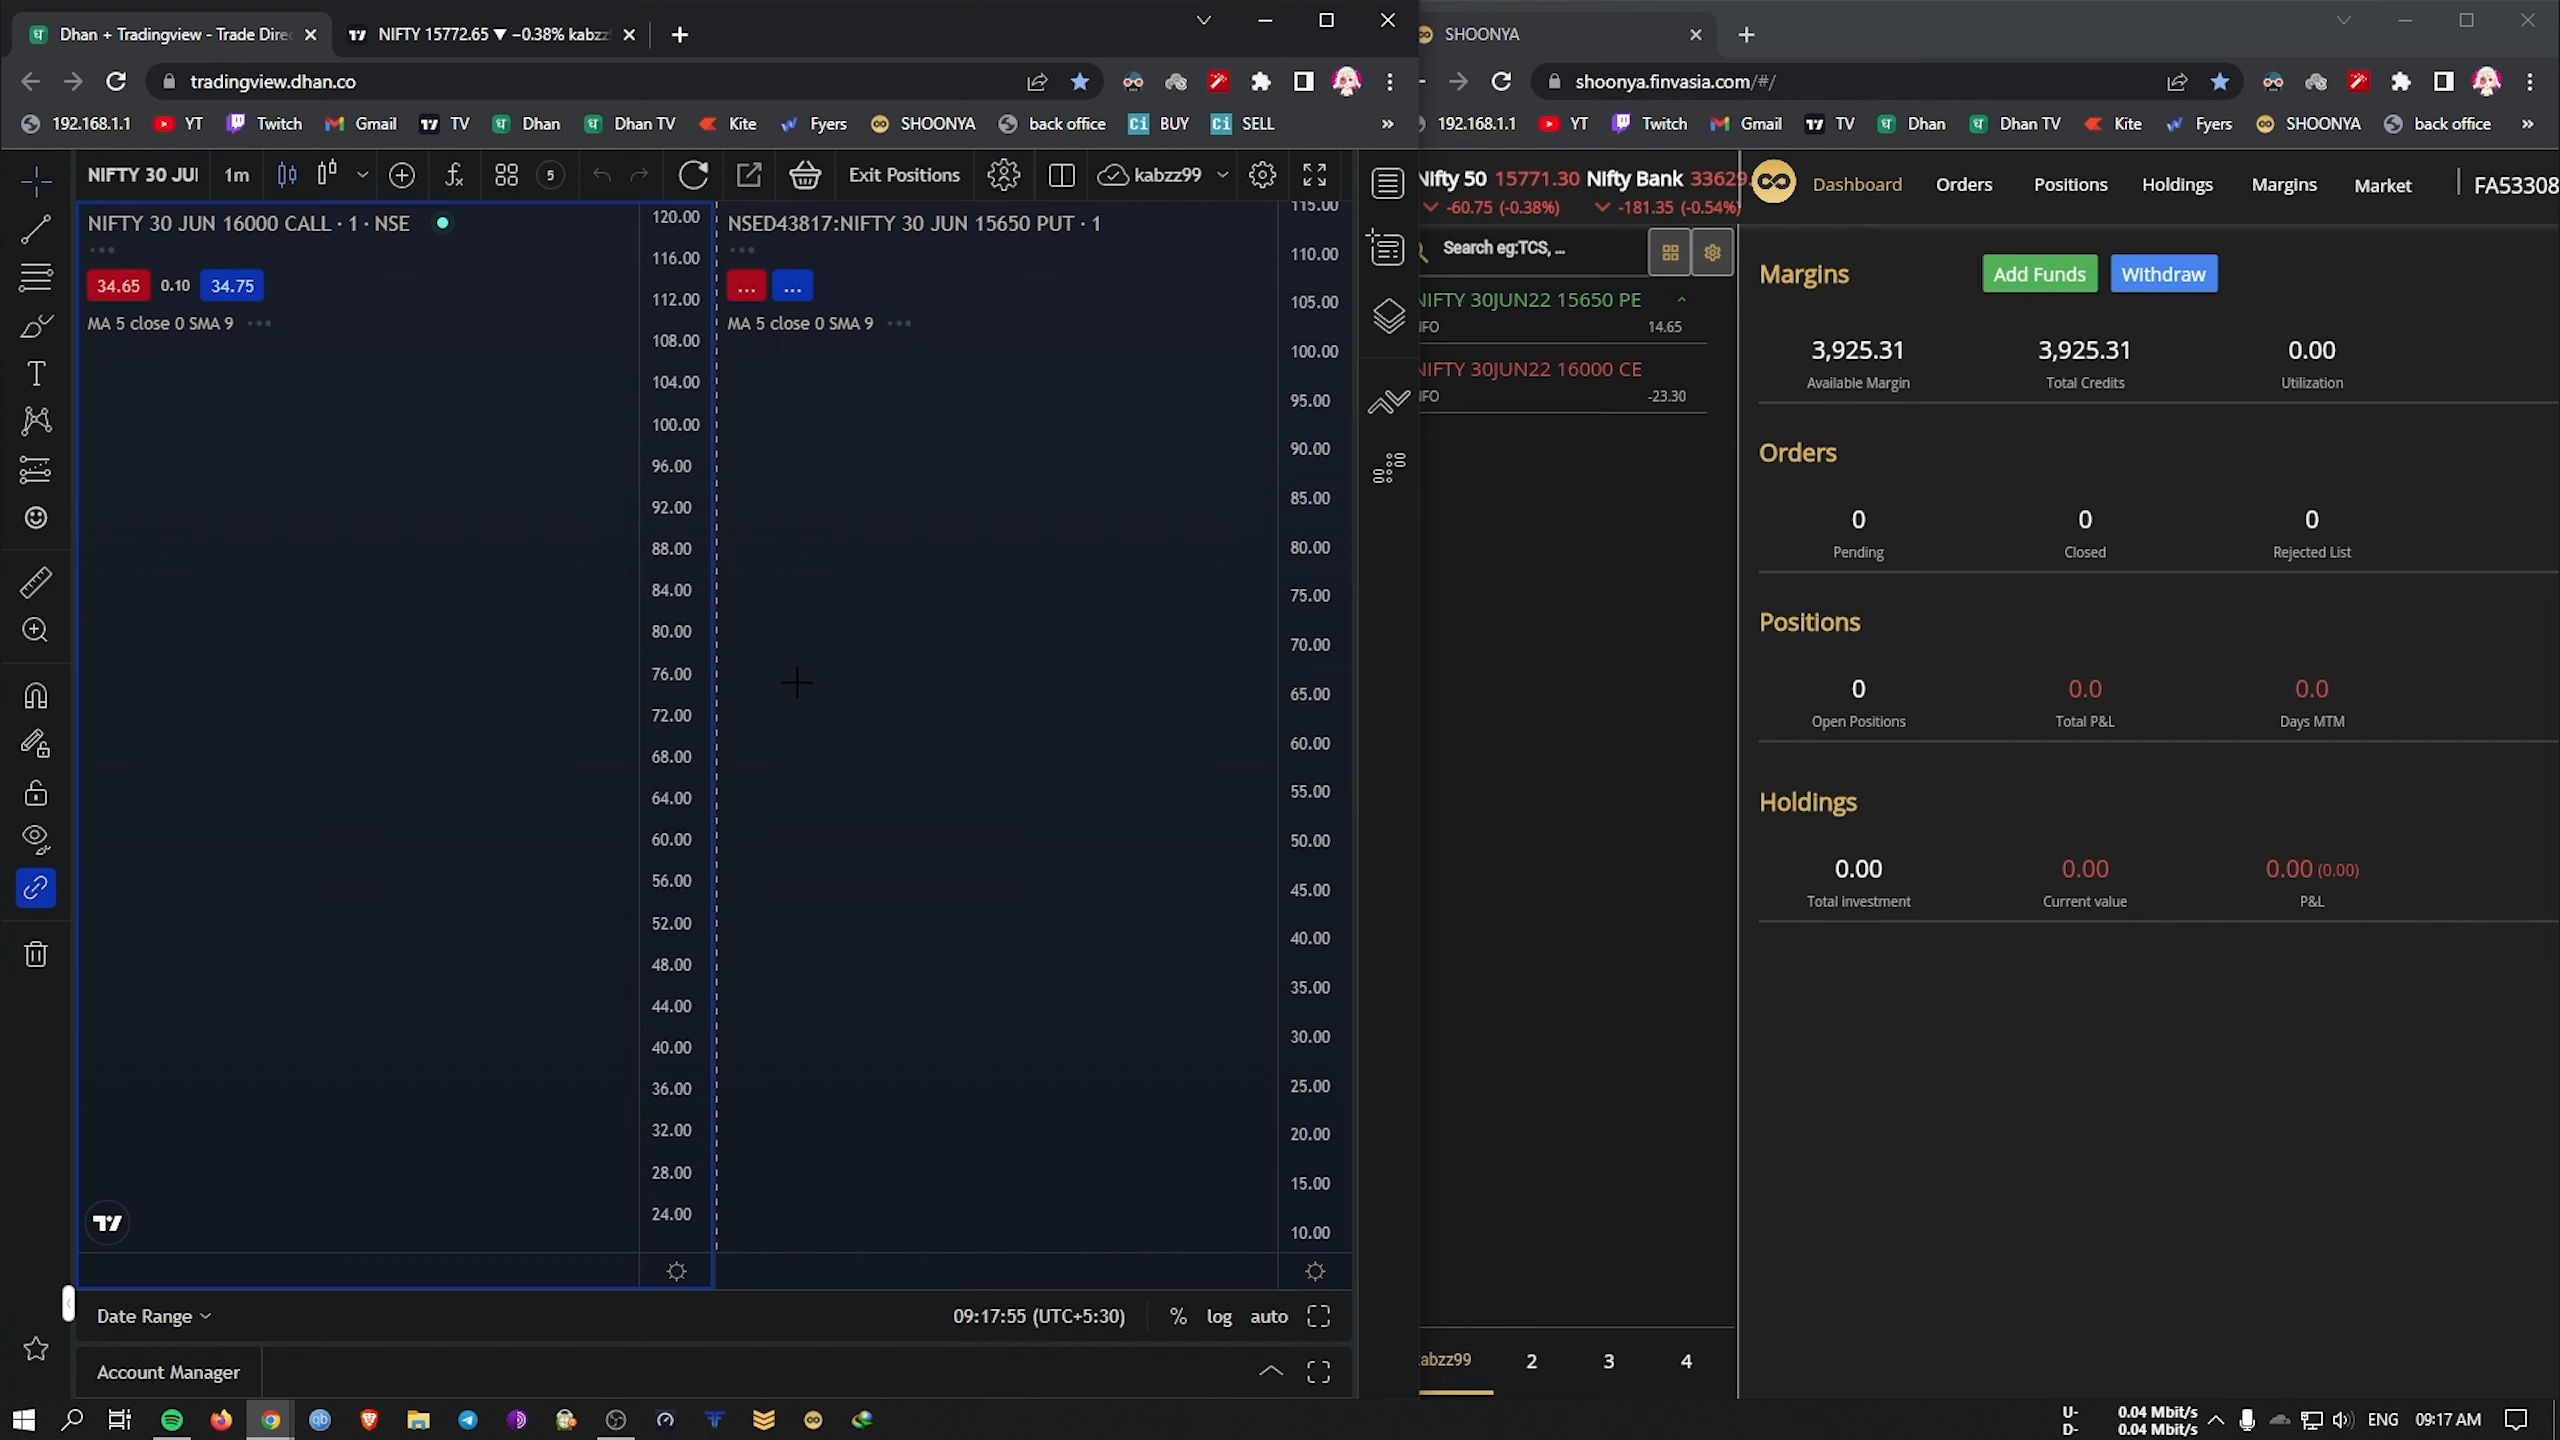 Dhan + Tradingview - Trade Direc
NIFTY 15772.65 ▼ −0.38% kabzz
SHOONYA
tradingview.dhan.co
shoonya.finvasia.com/#/
192.168.1.1 YT Twitch Gmail TV Dhan Dhan TV Kite Fyers SHOONYA back office Ci BUY Ci SELL »
192.168.1.1 YT Twitch Gmail TV Dhan Dhan TV Kite Fyers SHOONYA back office »
NIFTY 30 JUI 1m 5 Exit Positions kabzz99
NIFTY 30 JUN 16000 CALL · 1 · NSE
34.65 0.10 34.75
MA 5 close 0 SMA 9
120.00
116.00
112.00
108.00
104.00
100.00
96.00
92.00
88.00
84.00
80.00
76.00
72.00
68.00
64.00
60.00
56.00
52.00
48.00
44.00
40.00
36.00
32.00
28.00
24.00
NSED43817:NIFTY 30 JUN 15650 PUT · 1
... ...
MA 5 close 0 SMA 9
115.00
110.00
105.00
100.00
95.00
90.00
85.00
80.00
75.00
70.00
65.00
60.00
55.00
50.00
45.00
40.00
35.00
30.00
25.00
20.00
15.00
10.00
Date Range
09:17:55 (UTC+5:30) % log auto
Account Manager
Nifty 50 15771.30 Nifty Bank 33629.
-60.75 (-0.38%) -181.35 (-0.54%)
Search eg:TCS, ...
NIFTY 30JUN22 15650 PE
NFO 14.65
NIFTY 30JUN22 16000 CE
NFO -23.30
kabzz99 2 3 4
Dashboard Orders Positions Holdings Margins Market FA53308
Margins Add Funds Withdraw
3,925.31 3,925.31 0.00
Available Margin Total Credits Utilization
Orders
0 0 0
Pending Closed Rejected List
Positions
0 0.0 0.0
Open Positions Total P&L Days MTM
Holdings
0.00 0.00 0.00 (0.00)
Total investment Current value P&L
U- 0.04 Mbit/s
D- 0.04 Mbit/s
ENG 09:17 AM